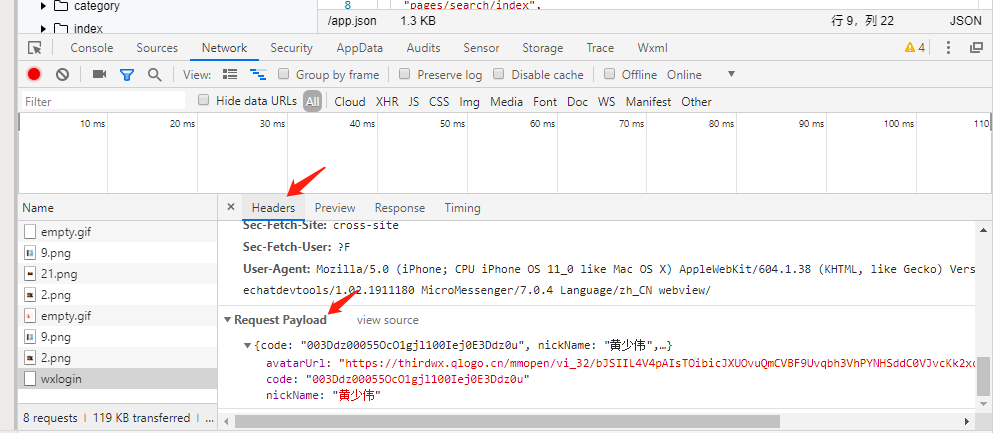 category
index
8 "pages/search/index",
/app.json 1.3 KB 行 9，列 22 JSON
Console Sources Network Security AppData Audits Sensor Storage Trace Wxml 4
View: Group by frame Preserve log Disable cache Offline Online
Filter Hide data URLs All Cloud XHR JS CSS Img Media Font Doc WS Manifest Other
10 ms 20 ms 30 ms 40 ms 50 ms 60 ms 70 ms 80 ms 90 ms 100 ms 110
Name
empty.gif
9.png
21.png
2.png
empty.gif
9.png
2.png
wxlogin
8 requests 119 KB transferred ...
Headers Preview Response Timing
Sec-Fetch-Site: cross-site
Sec-Fetch-User: ?F
User-Agent: Mozilla/5.0 (iPhone; CPU iPhone OS 11_0 like Mac OS X) AppleWebKit/604.1.38 (KHTML, like Gecko) Vers
echatdevtools/1.02.1911180 MicroMessenger/7.0.4 Language/zh_CN webview/
Request Payload view source
{code: "003Ddz00055OcO1gjl100Iej0E3Ddz0u", nickName: "黄少伟",…}
avatarUrl: "https://thirdwx.qlogo.cn/mmopen/vi_32/bJSIIL4V4pAIsTOibicJXUOvuQmCVBF9Uvqbh3VhPYNHSddC0VJvcKk2xc
code: "003Ddz00055OcO1gjl100Iej0E3Ddz0u"
nickName: "黄少伟"